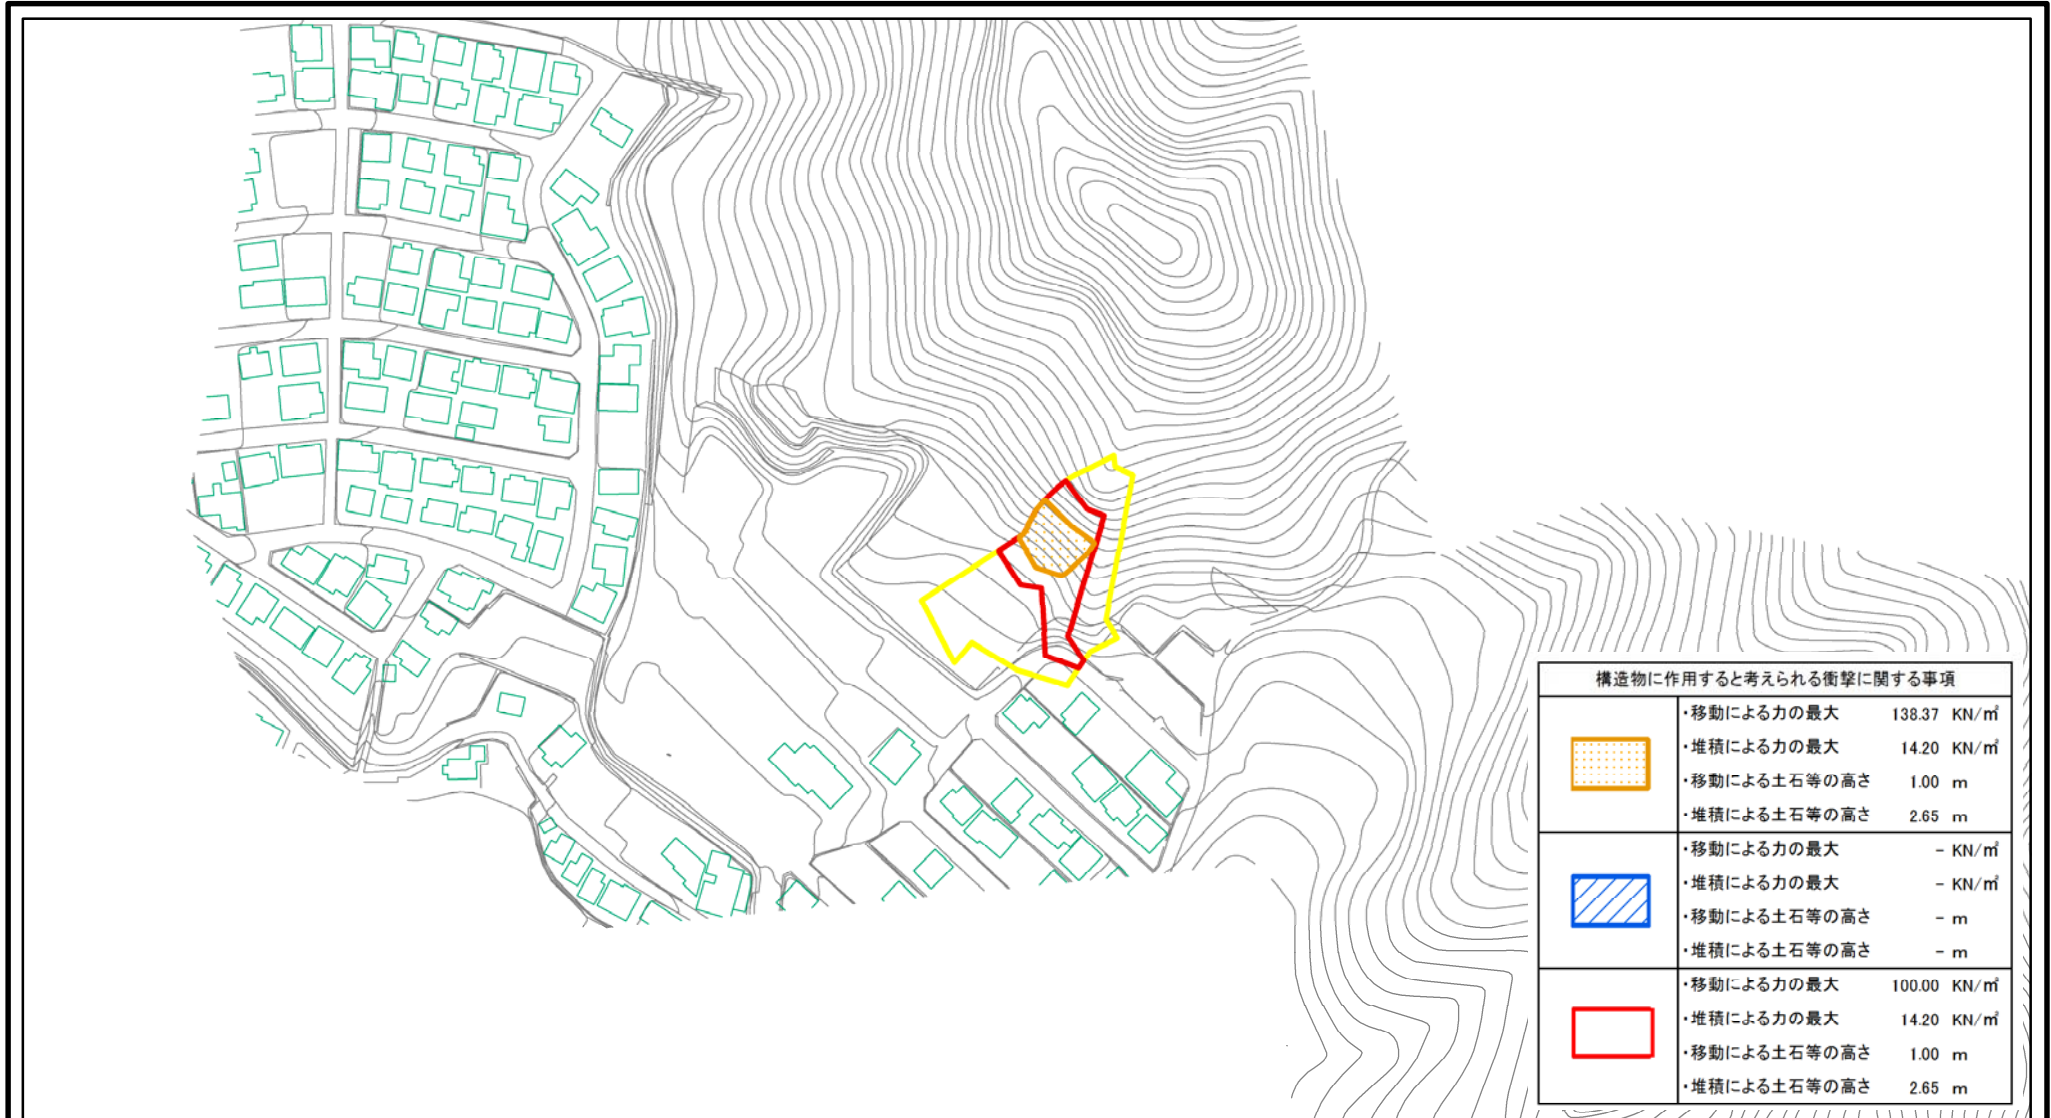 構造物に作用すると考えられる衝撃に関する事項
・移動による力の最大 138.37 KN/㎡
・堆積による力の最大 14.20 KN/㎡
・移動による土石等の高さ 1.00 m
・堆積による土石等の高さ 2.65 m
・移動による力の最大 - KN/㎡
・堆積による力の最大 - KN/㎡
・移動による土石等の高さ - m
・堆積による土石等の高さ - m
・移動による力の最大 100.00 KN/㎡
・堆積による力の最大 14.20 KN/㎡
・移動による土石等の高さ 1.00 m
・堆積による土石等の高さ 2.65 m